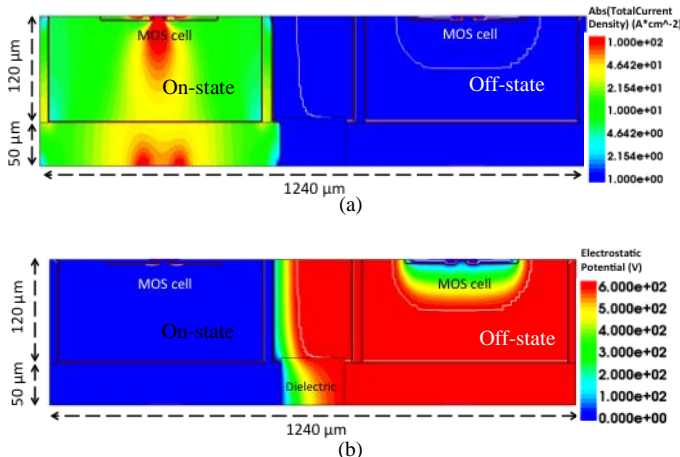 Abs(TotalCurrent
Density) (A*cm^-2)
MOS cell
MOS cell
1.000e+02
4.642e+01
2.154e+01
1.000e+01
4.642e+00
2.154e+00
1.000e+00
On-state
Off-state
120 µm
50 µm
1240 µm
(a)
Electrostatic
Potential (V)
MOS cell
MOS cell
6.000e+02
5.000e+02
4.000e+02
3.000e+02
2.000e+02
1.000e+02
0.000e+00
On-state
Off-state
Dielectric
120 µm
50 µm
1240 µm
(b)